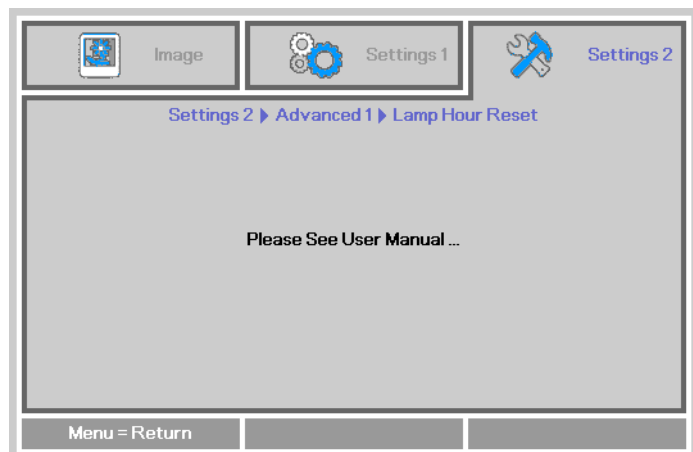 Image
Settings 1
Settings 2
Settings 2 ▶ Advanced 1 ▶ Lamp Hour Reset
Please See User Manual ...
Menu = Return